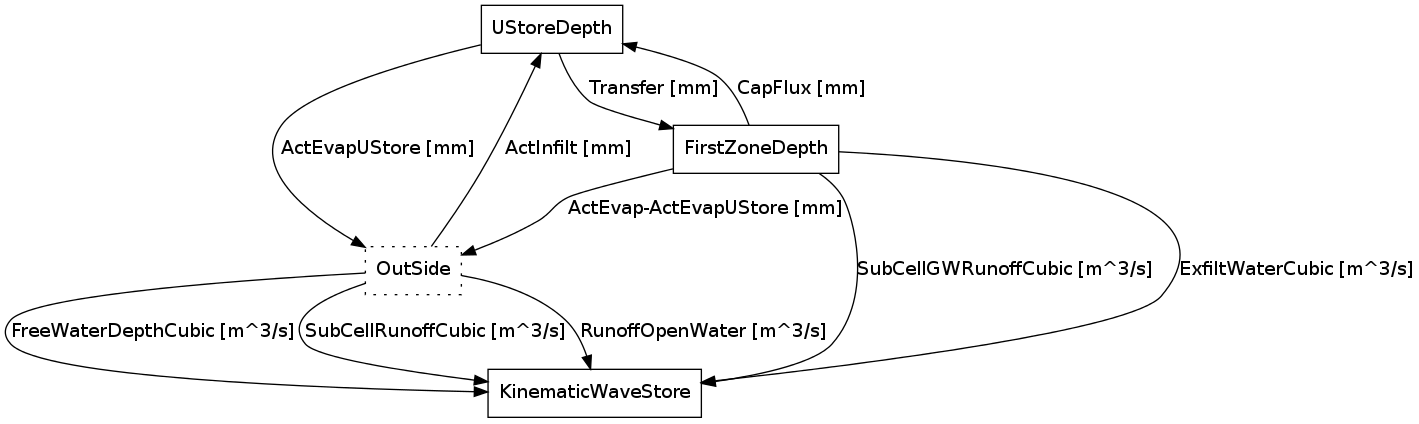 UStoreDepth
Transfer [mm]
CapFlux [mm]
ActEvapUStore [mm]
ActInfilt [mm]
FirstZoneDepth
ActEvap-ActEvapUStore [mm]
OutSide
SubCellGWRunoffCubic [m^3/s]
ExfiltWaterCubic [m^3/s]
FreeWaterDepthCubic [m^3/s]
SubCellRunoffCubic [m^3/s]
RunoffOpenWater [m^3/s]
KinematicWaveStore